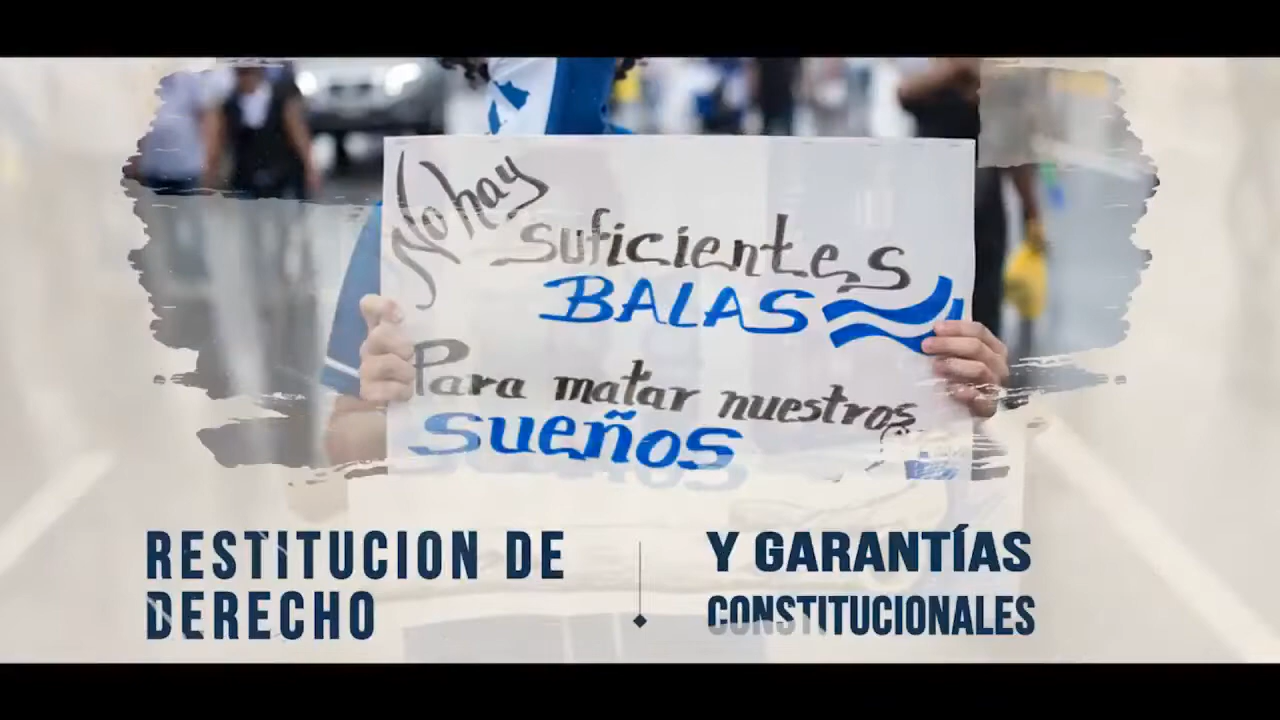 No hay
suficientes
BALAS
Para matar nuestros
sueños
RESTITUCION DE
DERECHO
Y GARANTÍAS
CONSTITUCIONALES